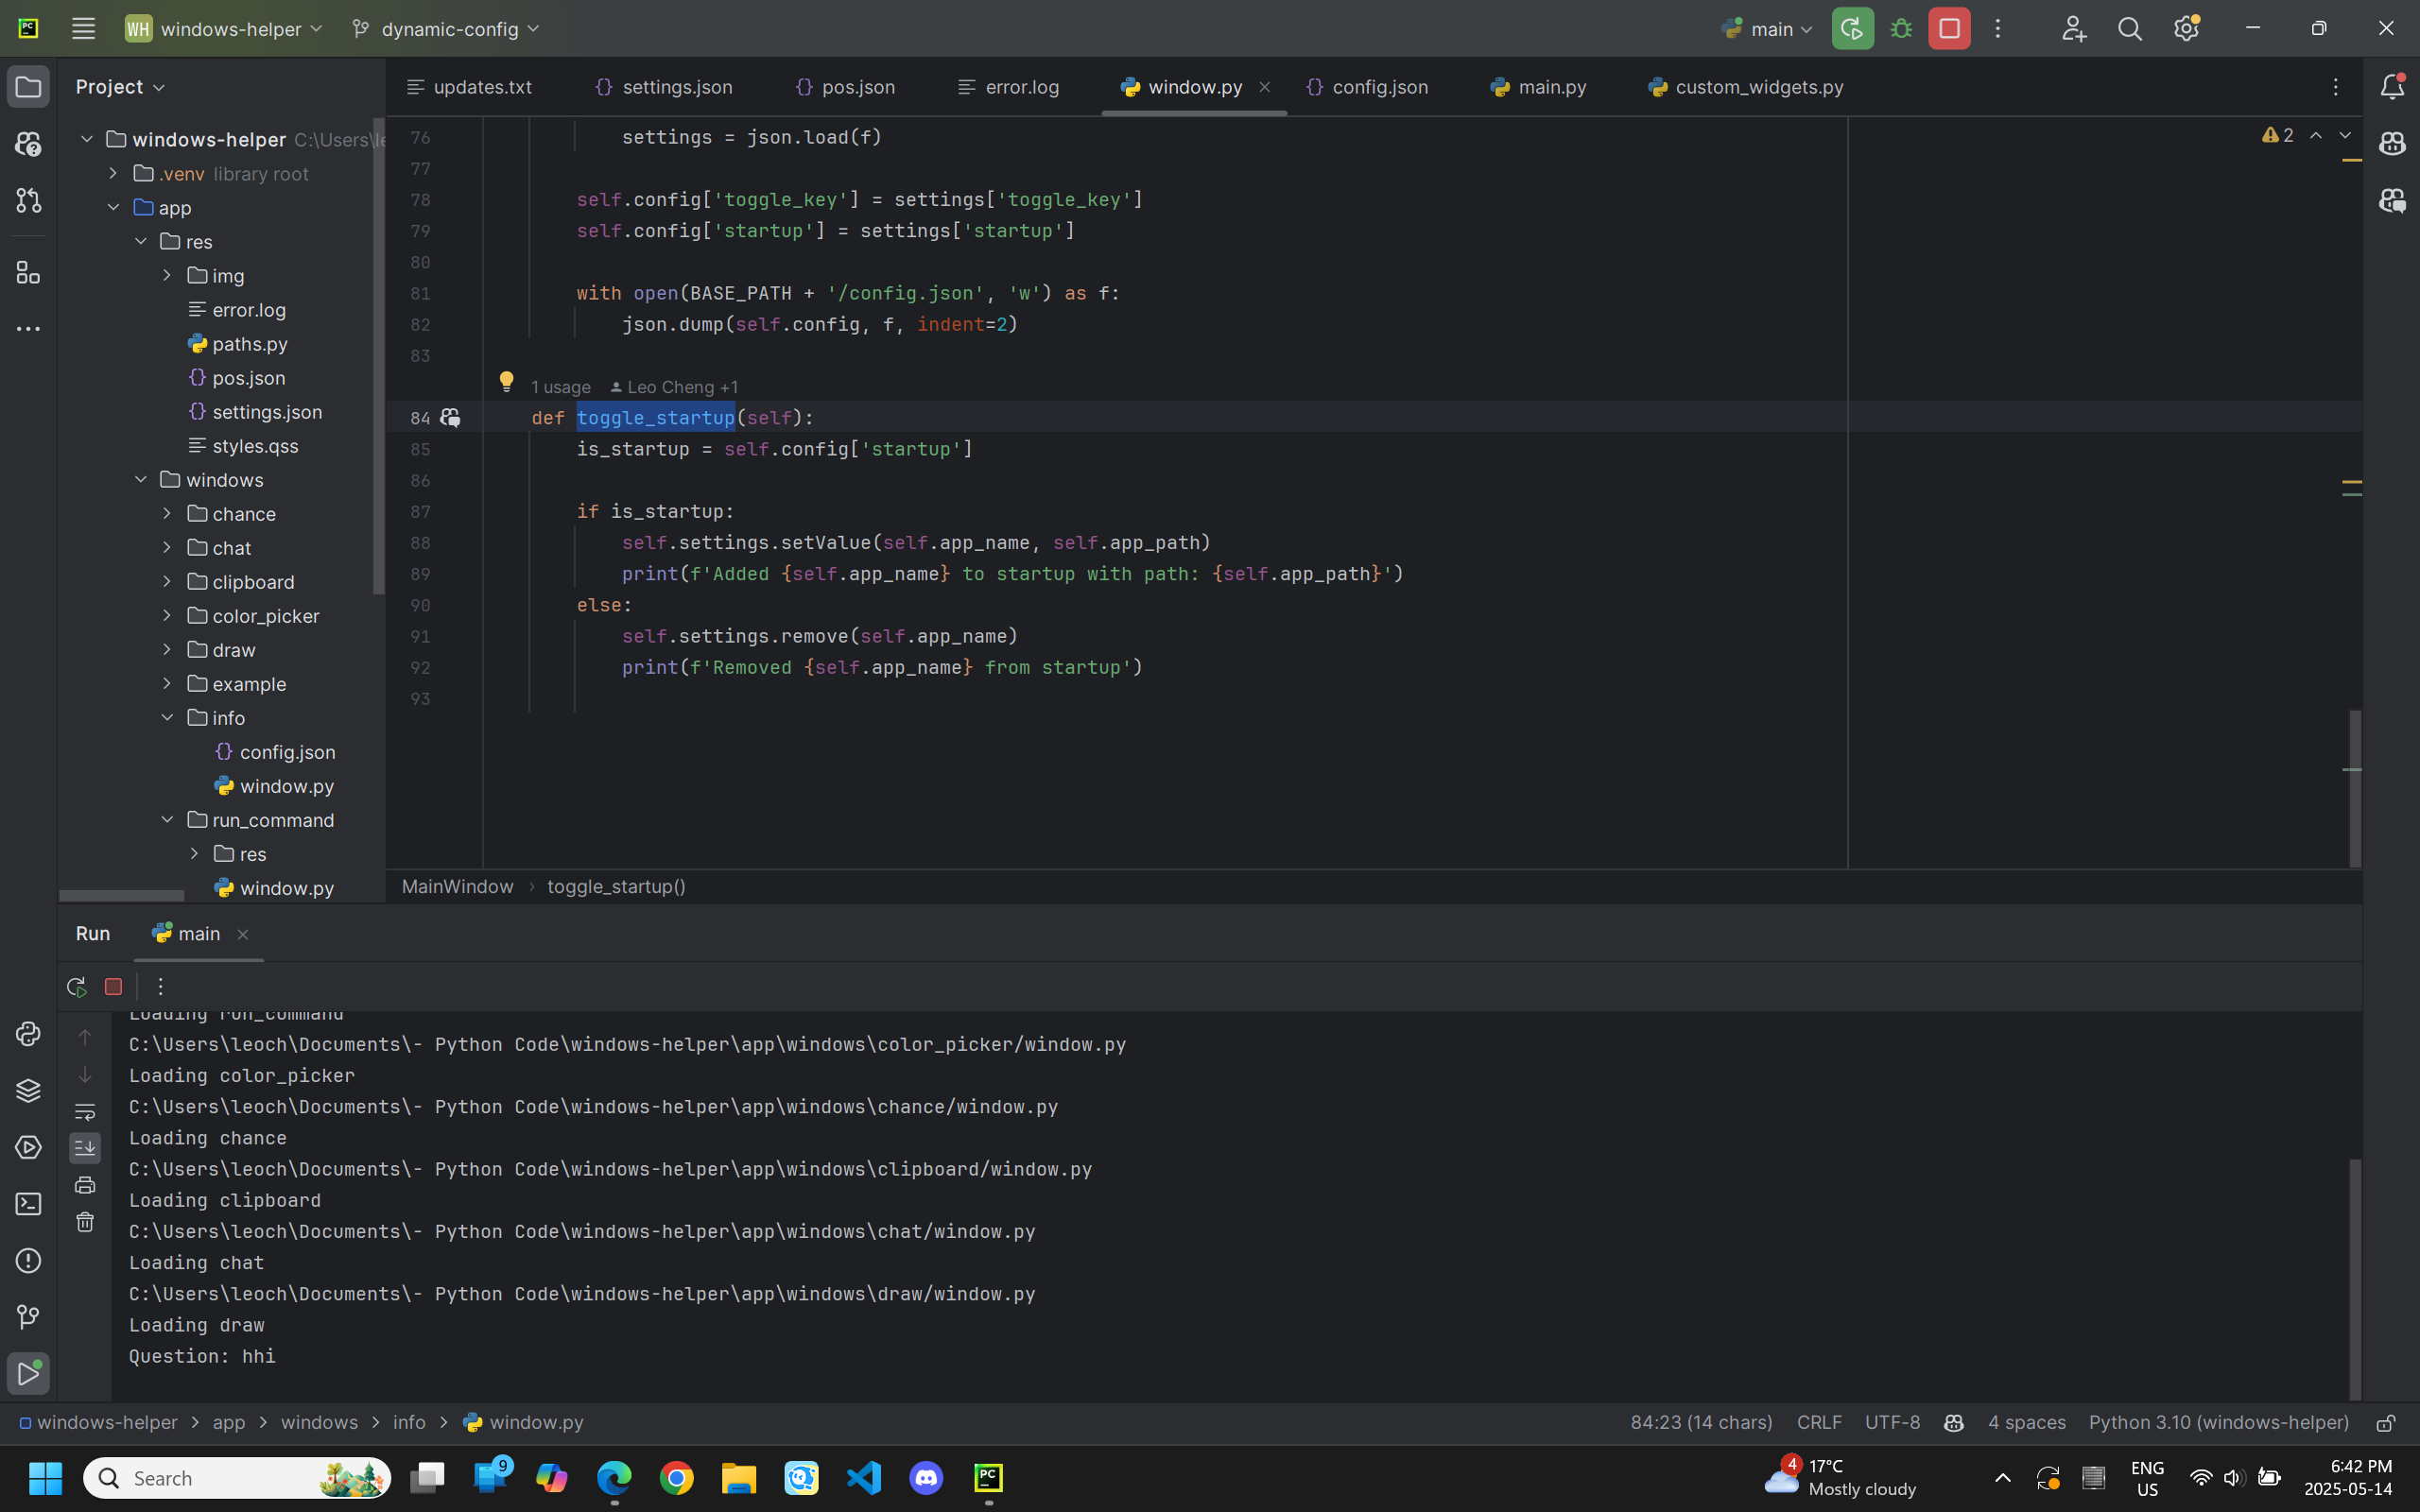 PC
WH windows-helper
dynamic-config
main
Project
updates.txt
settings.json
pos.json
error.log
window.py
config.json
main.py
custom_widgets.py
windows-helper C:\Users\le
.venv library root
app
res
img
error.log
paths.py
pos.json
settings.json
styles.qss
windows
chance
chat
clipboard
color_picker
draw
example
info
config.json
window.py
run_command
res
window.py
2
76 settings = json.load(f)
77
78 self.config['toggle_key'] = settings['toggle_key']
79 self.config['startup'] = settings['startup']
80
81 with open(BASE_PATH + '/config.json', 'w') as f:
82 json.dump(self.config, f, indent=2)
83
1 usage Leo Cheng +1
84 def toggle_startup(self):
85 is_startup = self.config['startup']
86
87 if is_startup:
88 self.settings.setValue(self.app_name, self.app_path)
89 print(f'Added {self.app_name} to startup with path: {self.app_path}')
90 else:
91 self.settings.remove(self.app_name)
92 print(f'Removed {self.app_name} from startup')
93
MainWindow › toggle_startup()
Run
main
Loading run_command
C:\Users\leoch\Documents\- Python Code\windows-helper\app\windows\color_picker/window.py
Loading color_picker
C:\Users\leoch\Documents\- Python Code\windows-helper\app\windows\chance/window.py
Loading chance
C:\Users\leoch\Documents\- Python Code\windows-helper\app\windows\clipboard/window.py
Loading clipboard
C:\Users\leoch\Documents\- Python Code\windows-helper\app\windows\chat/window.py
Loading chat
C:\Users\leoch\Documents\- Python Code\windows-helper\app\windows\draw/window.py
Loading draw
Question: hhi
windows-helper > app > windows > info > window.py
84:23 (14 chars) CRLF UTF-8 4 spaces Python 3.10 (windows-helper)
Search
9
PC
4
17°C
Mostly cloudy
ENG
US
6:42 PM
2025-05-14